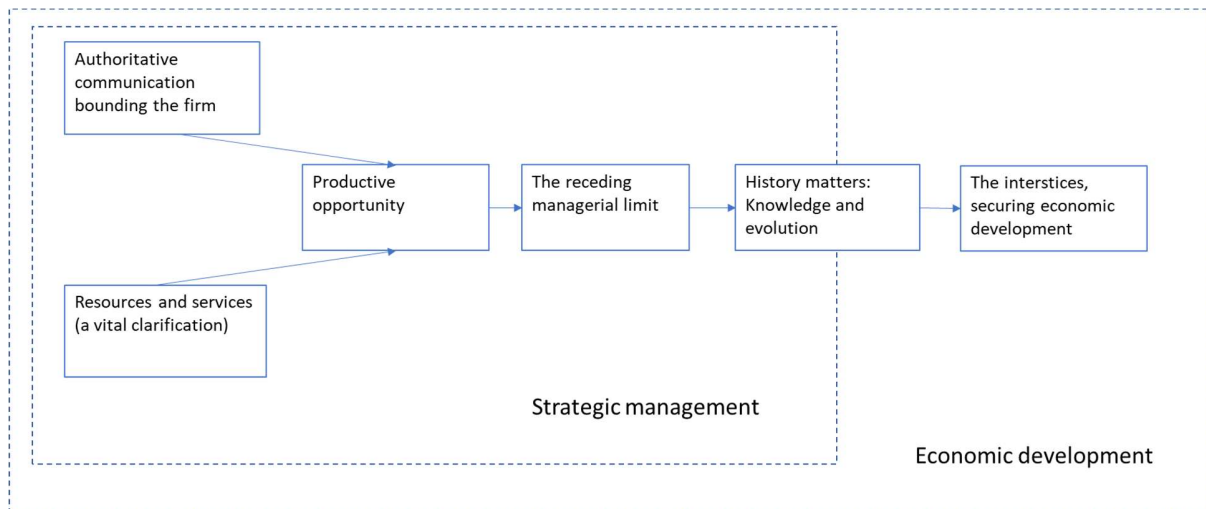 Authoritative
communication
bounding the firm
Productive
opportunity
The receding
managerial limit
History matters:
Knowledge and
evolution
The interstices,
securing economic
development
Resources and services
(a vital clarification)
Strategic management
Economic development